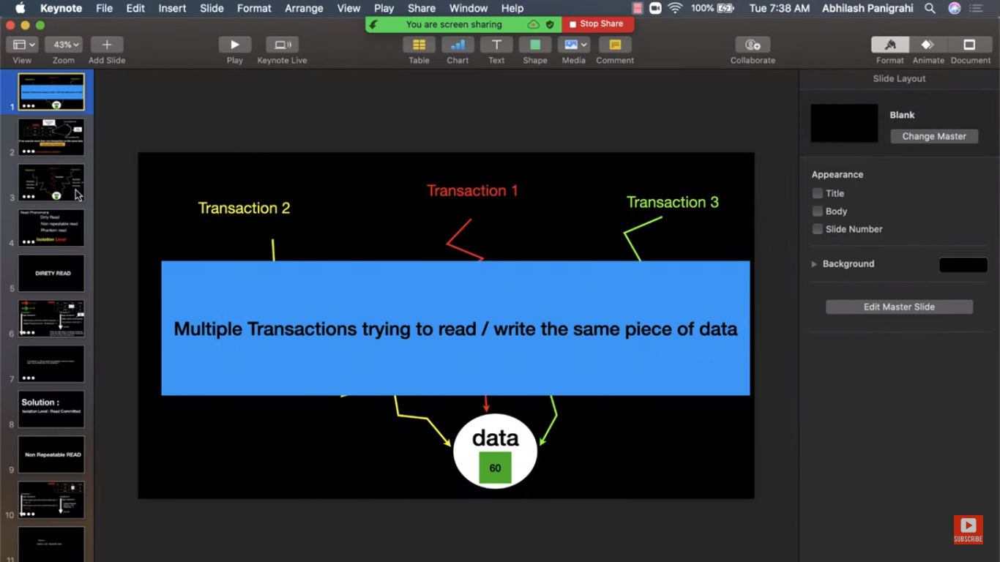 Keynote File Edit Insert Slide Format Arrange View Play Share Window Help 100% Tue 7:38 AM Abhilash Panigrahi
You are screen sharing Stop Share
43%
View Zoom Add Slide Play Keynote Live Table Chart Text Shape Media Comment Collaborate Format Animate Document
1
2
3
4
Read Phenomena
Dirty Read
Non repeatable read
Phantom read
Isolation Level
5
DIRETY READ
6
7
8
Solution :
Isolation Level : Read Committed
9
Non Repeatable READ
10
11
Transaction 2
Transaction 1
Transaction 3
Multiple Transactions trying to read / write the same piece of data
data
60
Slide Layout
Blank
Change Master
Appearance
Title
Body
Slide Number
Background
Edit Master Slide
SUBSCRIBE